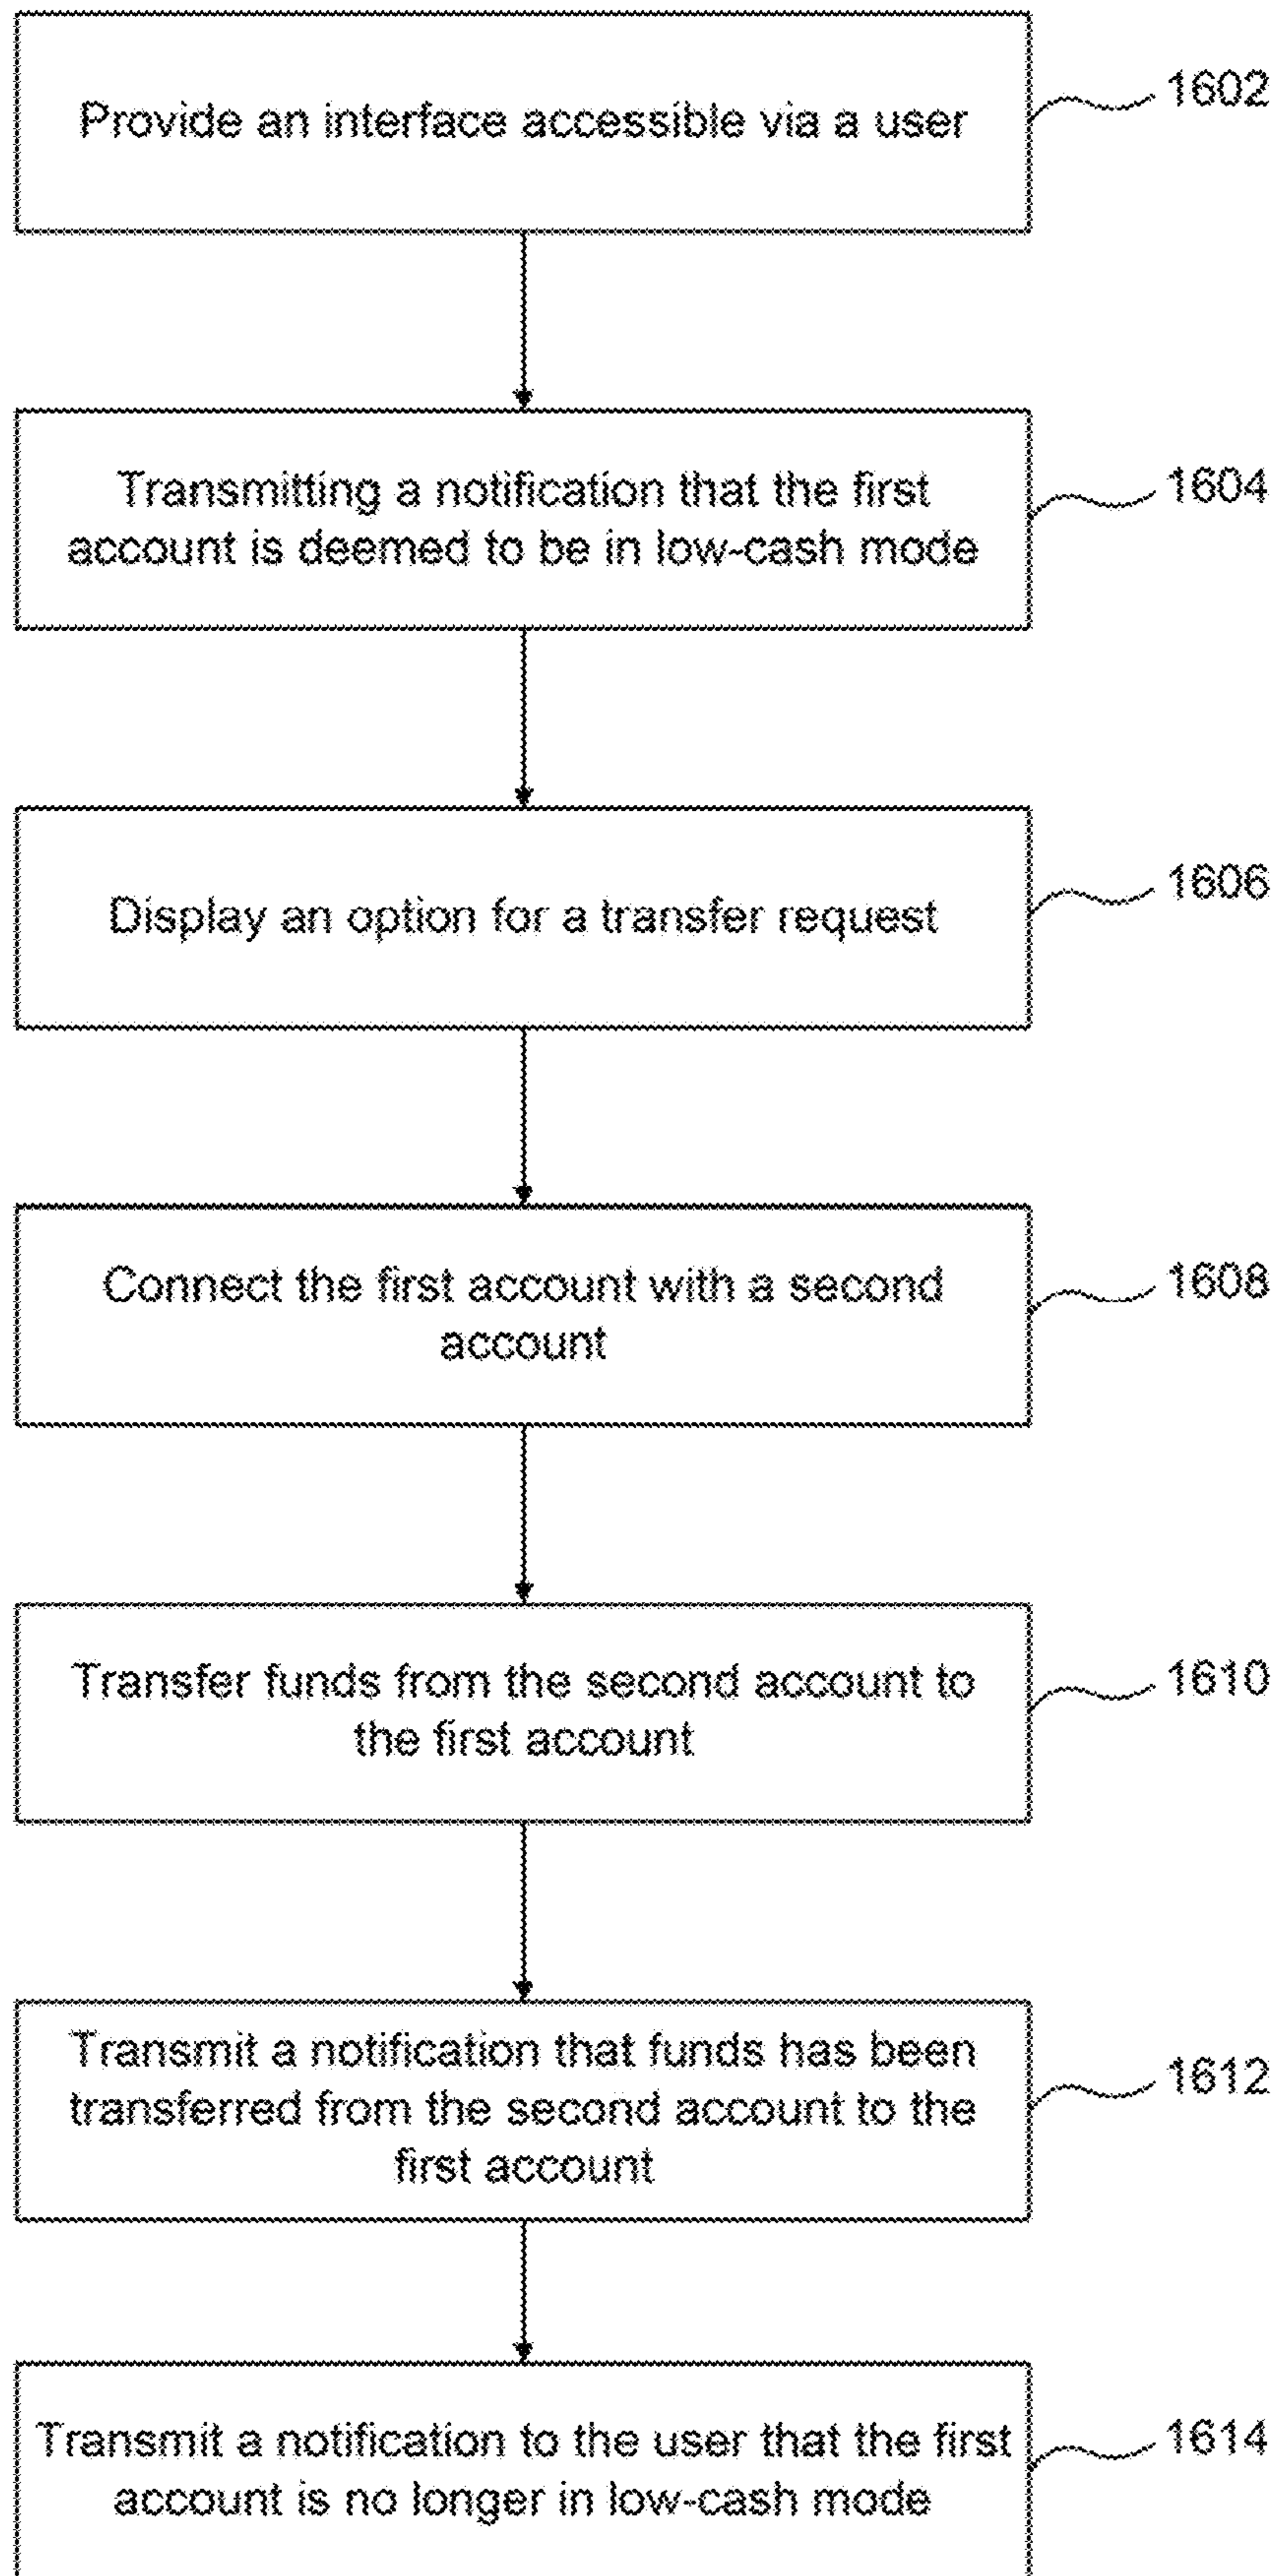 Provide an interface accessible via a user
1602
Transmitting a notification that the first
account is deemed to be in low-cash mode
1604
Display an option for a transfer request
1606
Connect the first account with a second
account
1608
Transfer funds from the second account to
the first account
1610
Transmit a notification that funds has been
transferred from the second account to the
first account
1612
Transmit a notification to the user that the first
account is no longer in low-cash mode
1614